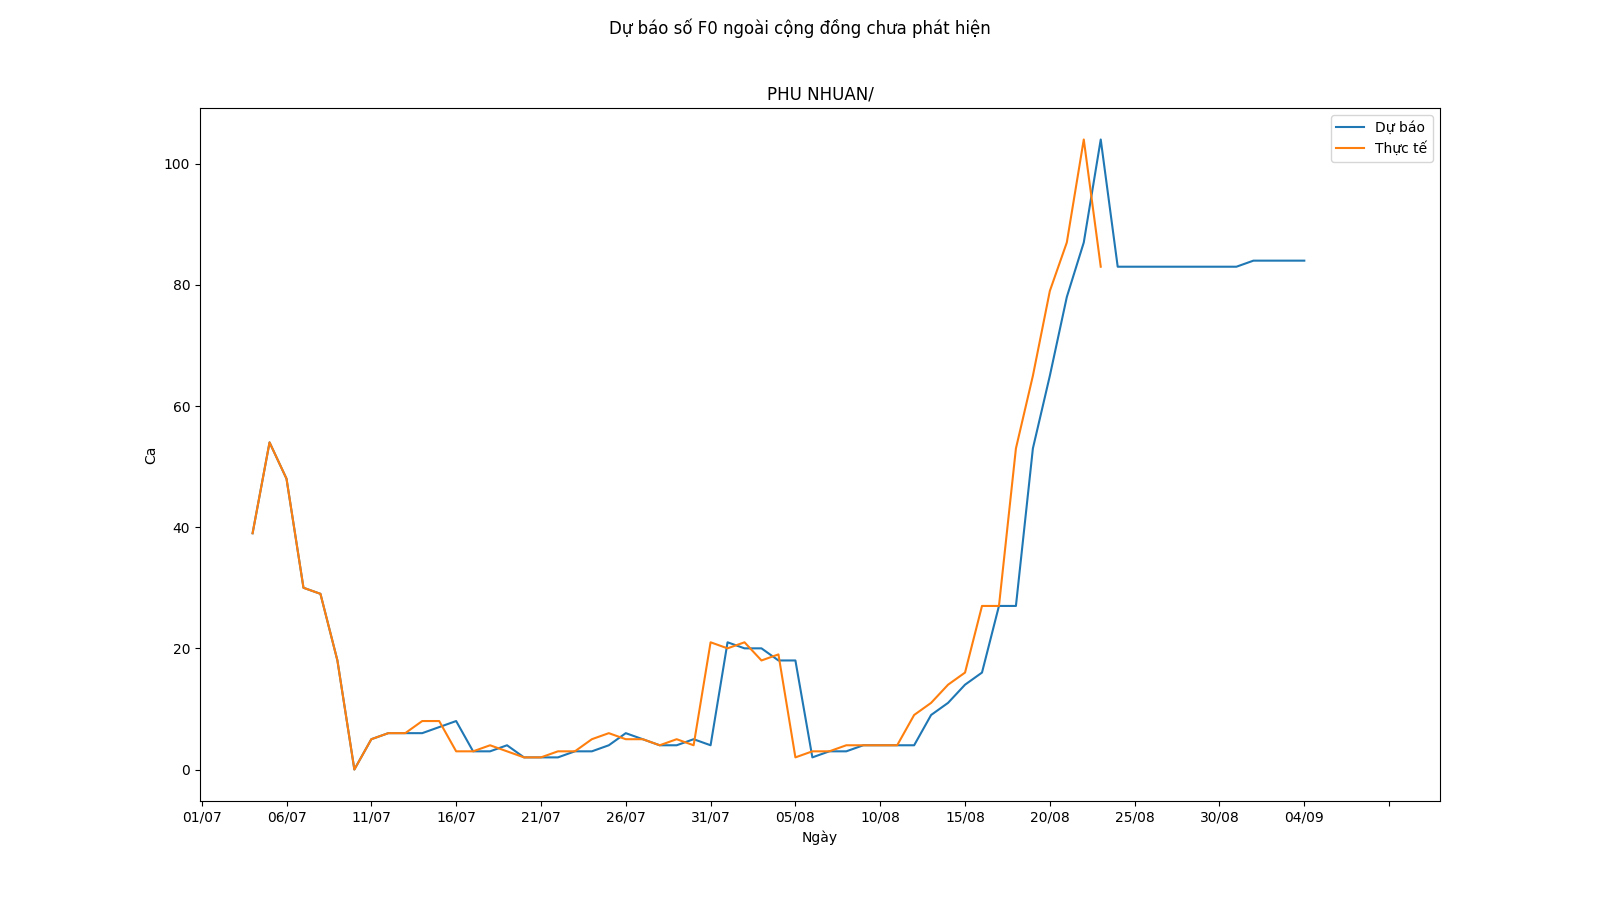 Dự báo số F0 ngoài cộng đồng chưa phát hiện
PHU NHUAN/
Dự báo
Thực tế
100
80
60
40
20
0
Ca
01/07 06/07 11/07 16/07 21/07 26/07 31/07 05/08 10/08 15/08 20/08 25/08 30/08 04/09
Ngày